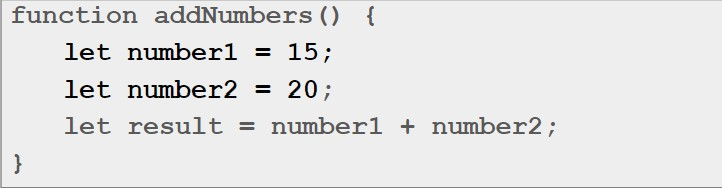 function addNumbers() {
let number1 = 15;
let number2 = 20;
let result = number1 + number2;
}